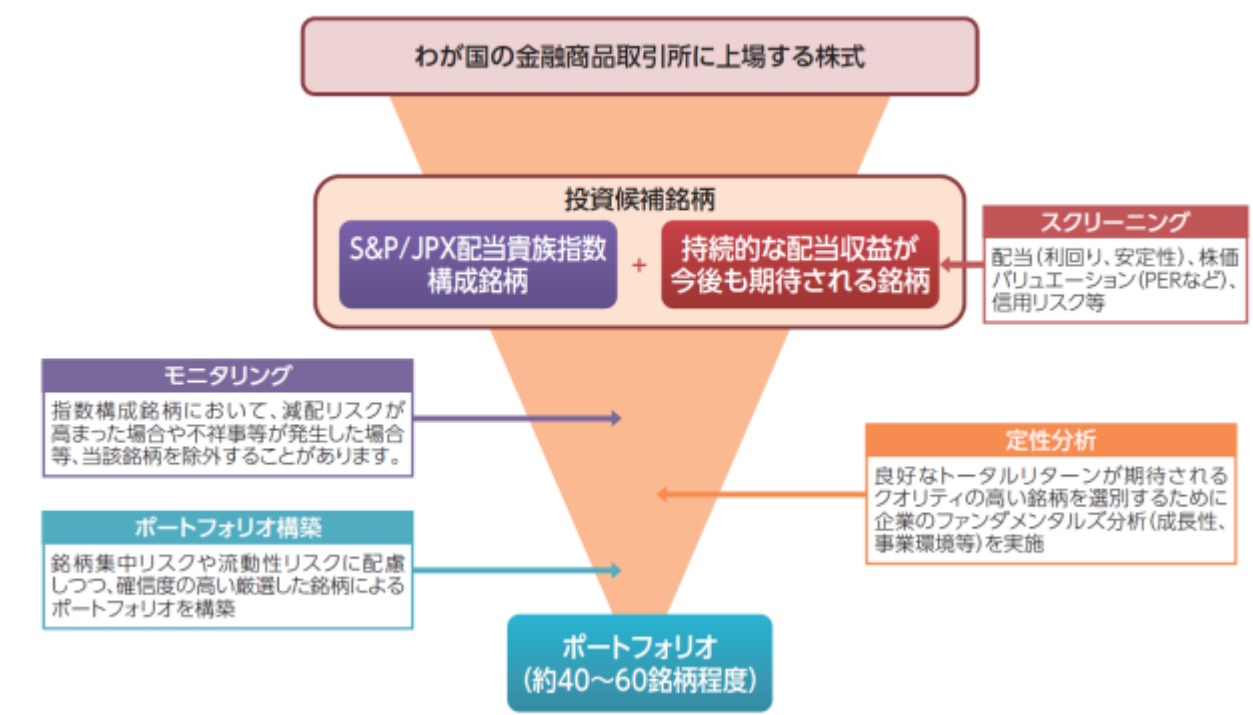 わが国の金融商品取引所に上場する株式
投資候補銘柄
S&P/JPX配当貴族指数
構成銘柄
+
持続的な配当収益が
今後も期待される銘柄
スクリーニング
配当(利回り、安定性)、株価
バリュエーション(PERなど)、
信用リスク等
モニタリング
指数構成銘柄において、減配リスクが
高まった場合や不祥事等が発生した場合
等、当該銘柄を除外することがあります。
定性分析
良好なトータルリターンが期待される
クオリティの高い銘柄を選別するために
企業のファンダメンタルズ分析(成長性、
事業環境等)を実施
ポートフォリオ構築
銘柄集中リスクや流動性リスクに配慮
しつつ、確信度の高い厳選した銘柄による
ポートフォリオを構築
ポートフォリオ
(約40〜60銘柄程度)